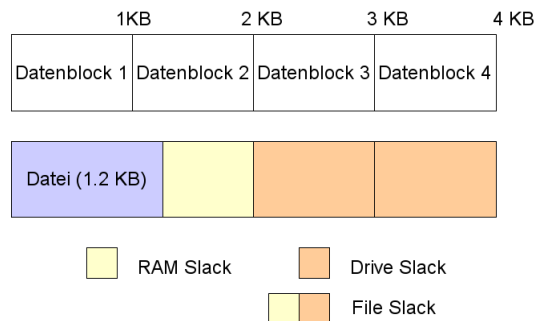 1KB 2 KB 3 KB 4 KB
Datenblock 1 Datenblock 2 Datenblock 3 Datenblock 4
Datei (1.2 KB)
RAM Slack Drive Slack
File Slack